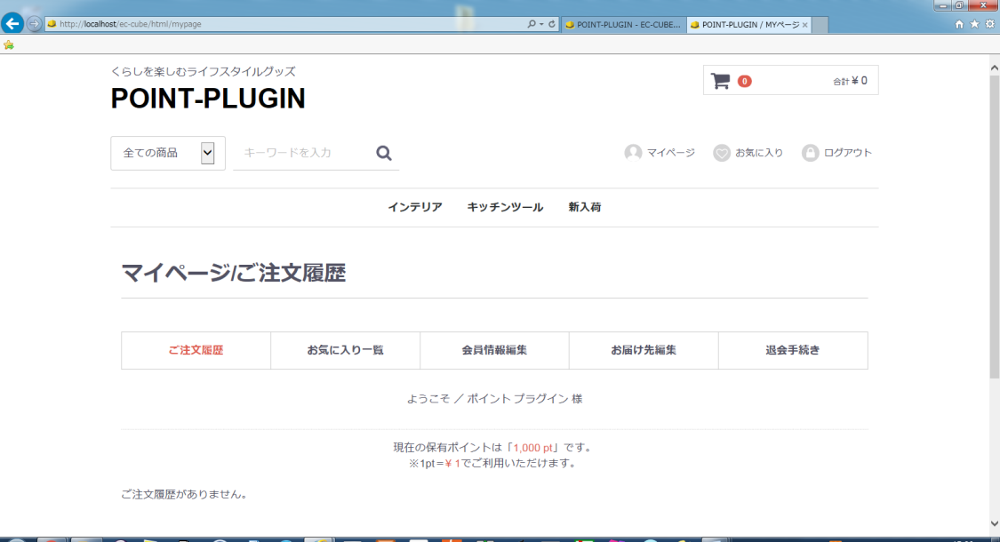 http://localhost/ec-cube/html/mypage
POINT-PLUGIN - EC-CUBE...
POINT-PLUGIN / MYページ ×
くらしを楽しむライフスタイルグッズ
POINT-PLUGIN
0
合計 ¥ 0
全ての商品
キーワードを入力
マイページ
お気に入り
ログアウト
インテリア
キッチンツール
新入荷
マイページ/ご注文履歴
ご注文履歴
お気に入り一覧
会員情報編集
お届け先編集
退会手続き
ようこそ ／ ポイント プラグイン 様
現在の保有ポイントは「1,000 pt」です。
※1pt=¥ 1でご利用いただけます。
ご注文履歴がありません。